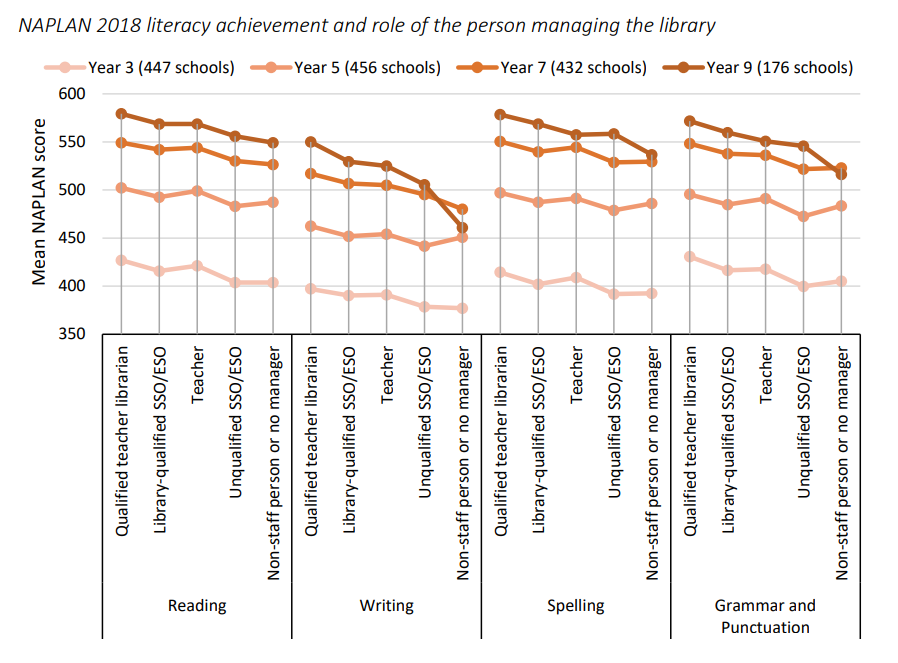 NAPLAN 2018 literacy achievement and role of the person managing the library
Year 3 (447 schools)
Year 5 (456 schools)
Year 7 (432 schools)
Year 9 (176 schools)
Mean NAPLAN score
600
550
500
450
400
350
Qualified teacher librarian
Library-qualified SSO/ESO
Teacher
Unqualified SSO/ESO
Non-staff person or no manager
Qualified teacher librarian
Library-qualified SSO/ESO
Teacher
Unqualified SSO/ESO
Non-staff person or no manager
Qualified teacher librarian
Library-qualified SSO/ESO
Teacher
Unqualified SSO/ESO
Non-staff person or no manager
Qualified teacher librarian
Library-qualified SSO/ESO
Teacher
Unqualified SSO/ESO
Non-staff person or no manager
Reading
Writing
Spelling
Grammar and
Punctuation